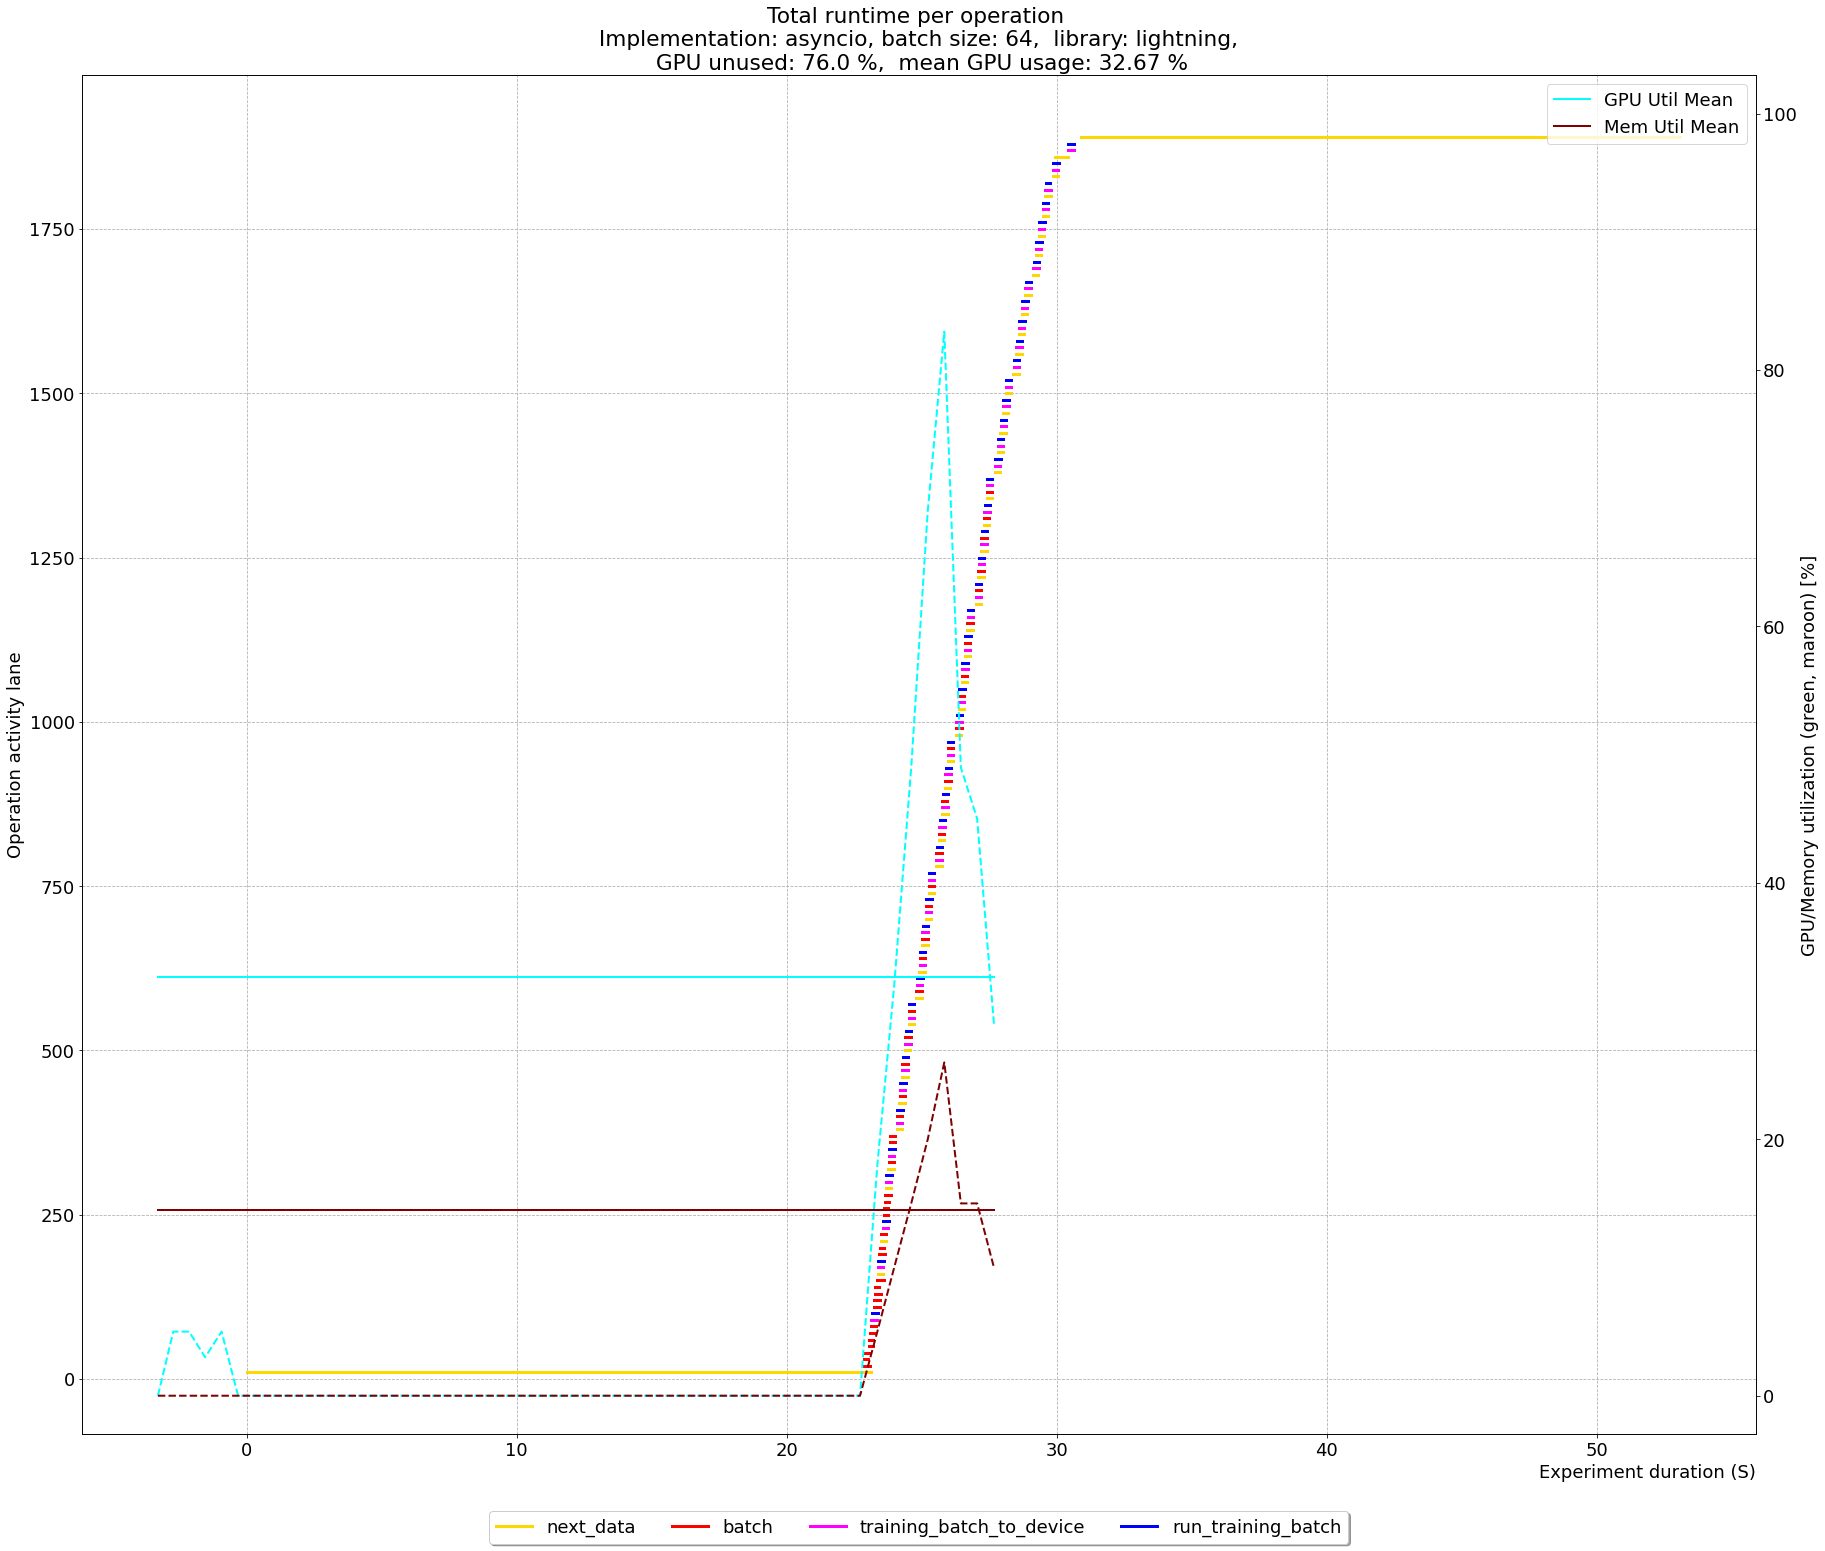 Total runtime per operation
Implementation: asyncio, batch size: 64,  library: lightning,
GPU unused: 76.0 %,  mean GPU usage: 32.67 %
GPU Util Mean
Mem Util Mean
Operation activity lane
1750
1500
1250
1000
750
500
250
0
GPU/Memory utilization (green, maroon) [%]
100
80
60
40
20
0
0
10
20
30
40
50
Experiment duration (S)
next_data
batch
training_batch_to_device
run_training_batch